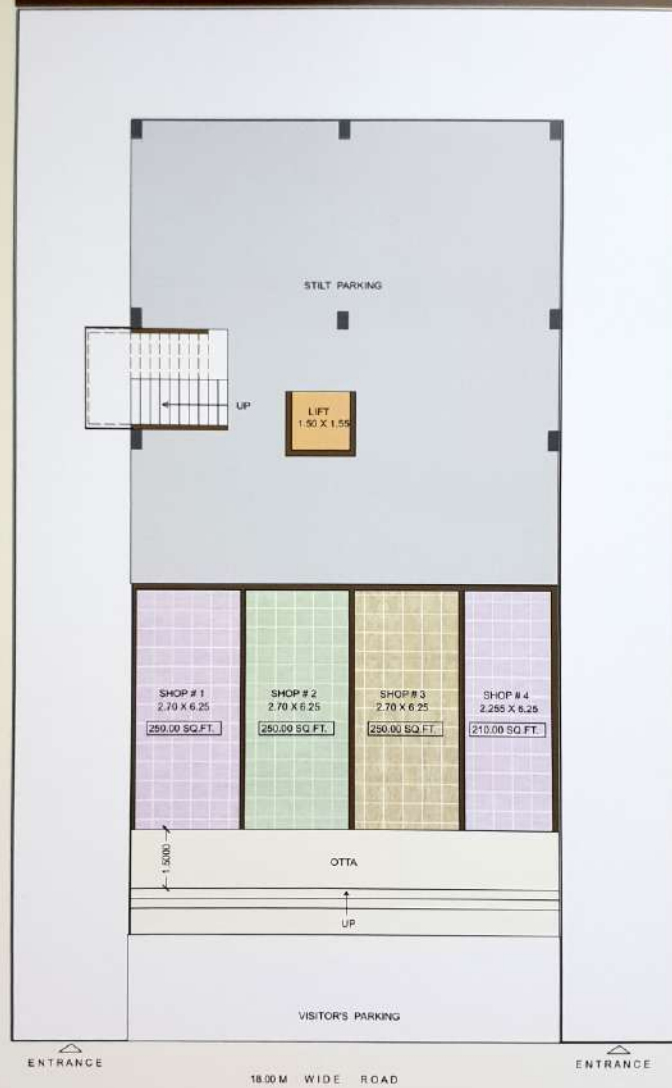 STILT PARKING
UP
LIFT
1.50 X 1.55
SHOP # 1
2.70 X 6.25
250.00 SQ.FT.
SHOP # 2
2.70 X 6.25
250.00 SQ.FT.
SHOP # 3
2.70 X 6.25
250.00 SQ.FT.
SHOP # 4
2.255 X 6.25
210.00 SQ.FT.
1.5000
OTTA
UP
VISITOR'S PARKING
ENTRANCE
ENTRANCE
18.00 M WIDE ROAD